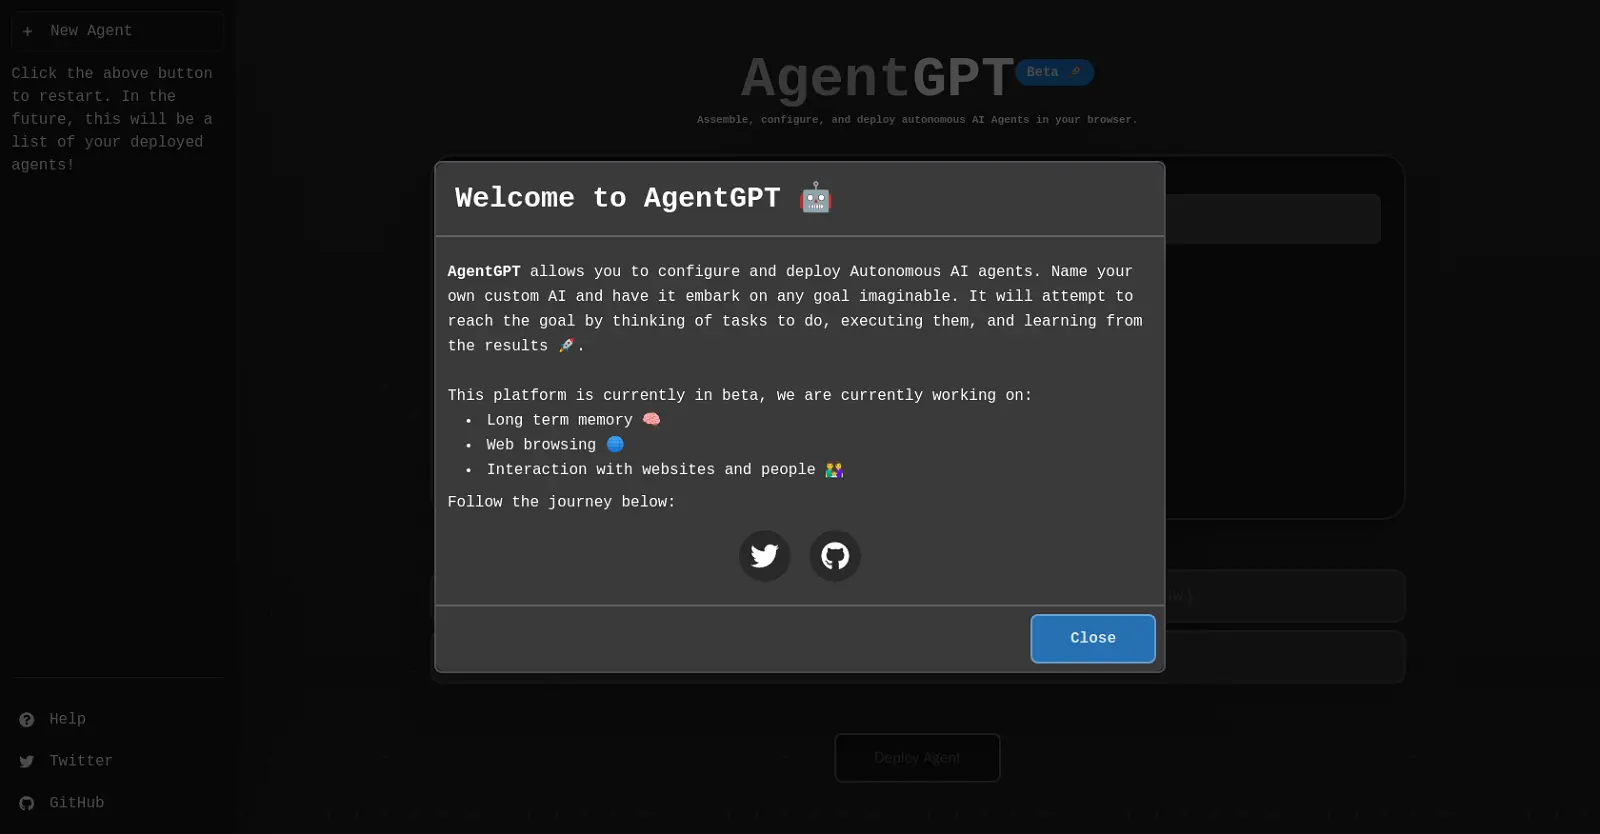 + New Agent
Click the above button
to restart. In the
future, this will be a
list of your deployed
agents!
Help
Twitter
GitHub
AgentGPT
Beta 🚀
Assemble, configure, and deploy autonomous AI Agents in your browser.
Welcome to AgentGPT 🤖
AgentGPT allows you to configure and deploy Autonomous AI agents. Name your
own custom AI and have it embark on any goal imaginable. It will attempt to
reach the goal by thinking of tasks to do, executing them, and learning from
the results 🚀.
This platform is currently in beta, we are currently working on:
• Long term memory 🧠
• Web browsing 🌐
• Interaction with websites and people 👫
Follow the journey below:
Close
Deploy Agent